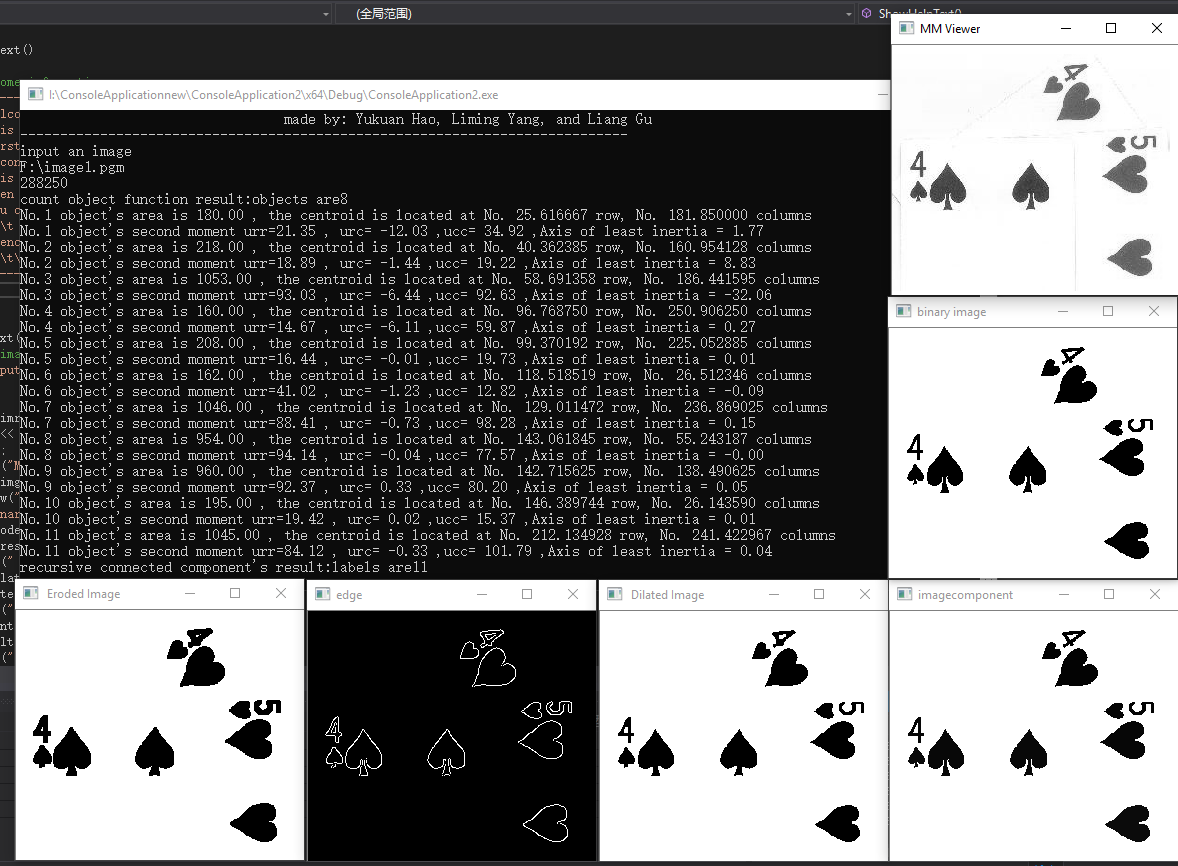 (全局范围)
ShowHelpText()
MM Viewer
ext()
I:\ConsoleApplicationnew\ConsoleApplication2\x64\Debug\ConsoleApplication2.exe
made by: Yukuan Hao, Liming Yang, and Liang Gu
input an image
F:\image1.pgm
288250
count object function result:objects are8
No.1 object's area is 180.00 , the centroid is located at No. 25.616667 row, No. 181.850000 columns
No.1 object's second moment urr=21.35 , urc= -12.03 ,ucc= 34.92 ,Axis of least inertia = 1.77
No.2 object's area is 218.00 , the centroid is located at No. 40.362385 row, No. 160.954128 columns
No.2 object's second moment urr=18.89 , urc= -1.44 ,ucc= 19.22 ,Axis of least inertia = 8.83
No.3 object's area is 1053.00 , the centroid is located at No. 58.691358 row, No. 186.441595 columns
No.3 object's second moment urr=93.03 , urc= -6.44 ,ucc= 92.63 ,Axis of least inertia = -32.06
No.4 object's area is 160.00 , the centroid is located at No. 96.768750 row, No. 250.906250 columns
No.4 object's second moment urr=14.67 , urc= -6.11 ,ucc= 59.87 ,Axis of least inertia = 0.27
No.5 object's area is 208.00 , the centroid is located at No. 99.370192 row, No. 225.052885 columns
No.5 object's second moment urr=16.44 , urc= -0.01 ,ucc= 19.73 ,Axis of least inertia = 0.01
No.6 object's area is 162.00 , the centroid is located at No. 118.518519 row, No. 26.512346 columns
No.6 object's second moment urr=41.02 , urc= -1.23 ,ucc= 12.82 ,Axis of least inertia = -0.09
No.7 object's area is 1046.00 , the centroid is located at No. 129.011472 row, No. 236.869025 columns
No.7 object's second moment urr=88.41 , urc= -0.73 ,ucc= 98.28 ,Axis of least inertia = 0.15
No.8 object's area is 954.00 , the centroid is located at No. 143.061845 row, No. 55.243187 columns
No.8 object's second moment urr=94.14 , urc= -0.04 ,ucc= 77.57 ,Axis of least inertia = -0.00
No.9 object's area is 960.00 , the centroid is located at No. 142.715625 row, No. 138.490625 columns
No.9 object's second moment urr=92.37 , urc= 0.33 ,ucc= 80.20 ,Axis of least inertia = 0.05
No.10 object's area is 195.00 , the centroid is located at No. 146.389744 row, No. 26.143590 columns
No.10 object's second moment urr=19.42 , urc= 0.02 ,ucc= 15.37 ,Axis of least inertia = 0.01
No.11 object's area is 1045.00 , the centroid is located at No. 212.134928 row, No. 241.422967 columns
No.11 object's second moment urr=84.12 , urc= -0.33 ,ucc= 101.79 ,Axis of least inertia = 0.04
recursive connected component's result:labels are11
4
5
4
binary image
4
5
4
Eroded Image
4
5
4
edge
4
5
4
Dilated Image
4
5
4
imagecomponent
4
5
4